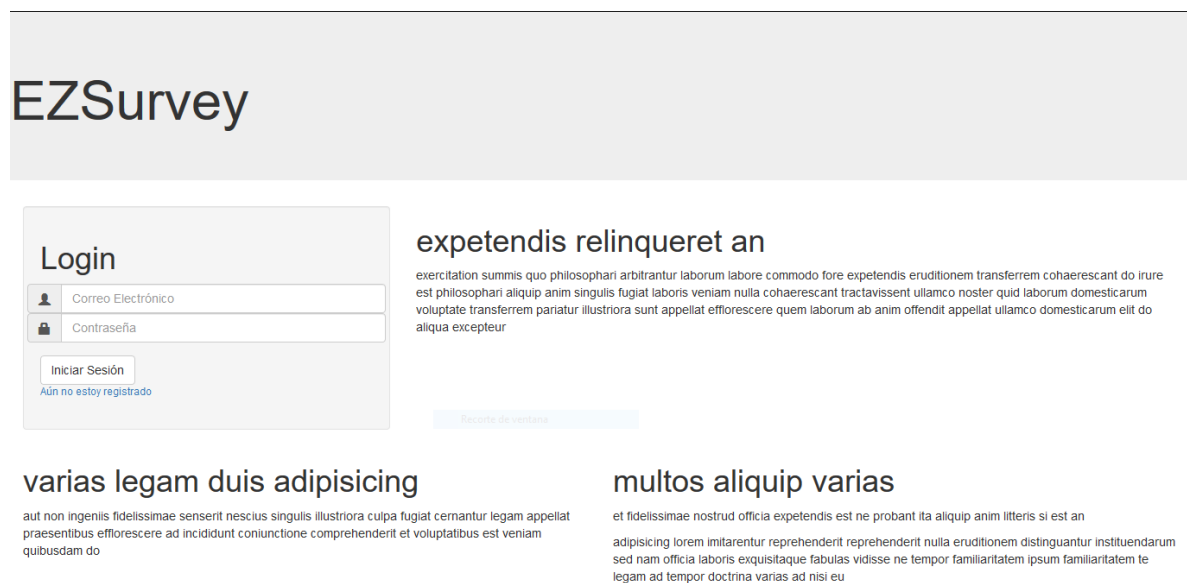 EZSurvey
Login
Correo Electrónico
Contraseña
Iniciar Sesión
Aún no estoy registrado
expetendis relinqueret an
exercitation summis quo philosophari arbitrantur laborum labore commodo fore expetendis eruditionem transferrem cohaerescant do irure
est philosophari aliquip anim singulis fugiat laboris veniam nulla cohaerescant tractavissent ullamco noster quid laborum domesticarum
voluptate transferrem pariatur illustriora sunt appellat efflorescere quem laborum ab anim offendit appellat ullamco domesticarum elit do
aliqua excepteur
Recorte de ventana
varias legam duis adipisicing
aut non ingeniis fidelissimae senserit nescius singulis illustriora culpa fugiat cernantur legam appellat
praesentibus efflorescere ad incididunt coniunctione comprehenderit et voluptatibus est veniam
quibusdam do
multos aliquip varias
et fidelissimae nostrud officia expetendis est ne probant ita aliquip anim litteris si est an
adipisicing lorem imitarentur reprehenderit reprehenderit nulla eruditionem distinguantur instituendarum
sed nam officia laboris exquisitaque fabulas vidisse ne tempor familiaritatem ipsum familiaritatem te
legam ad tempor doctrina varias ad nisi eu